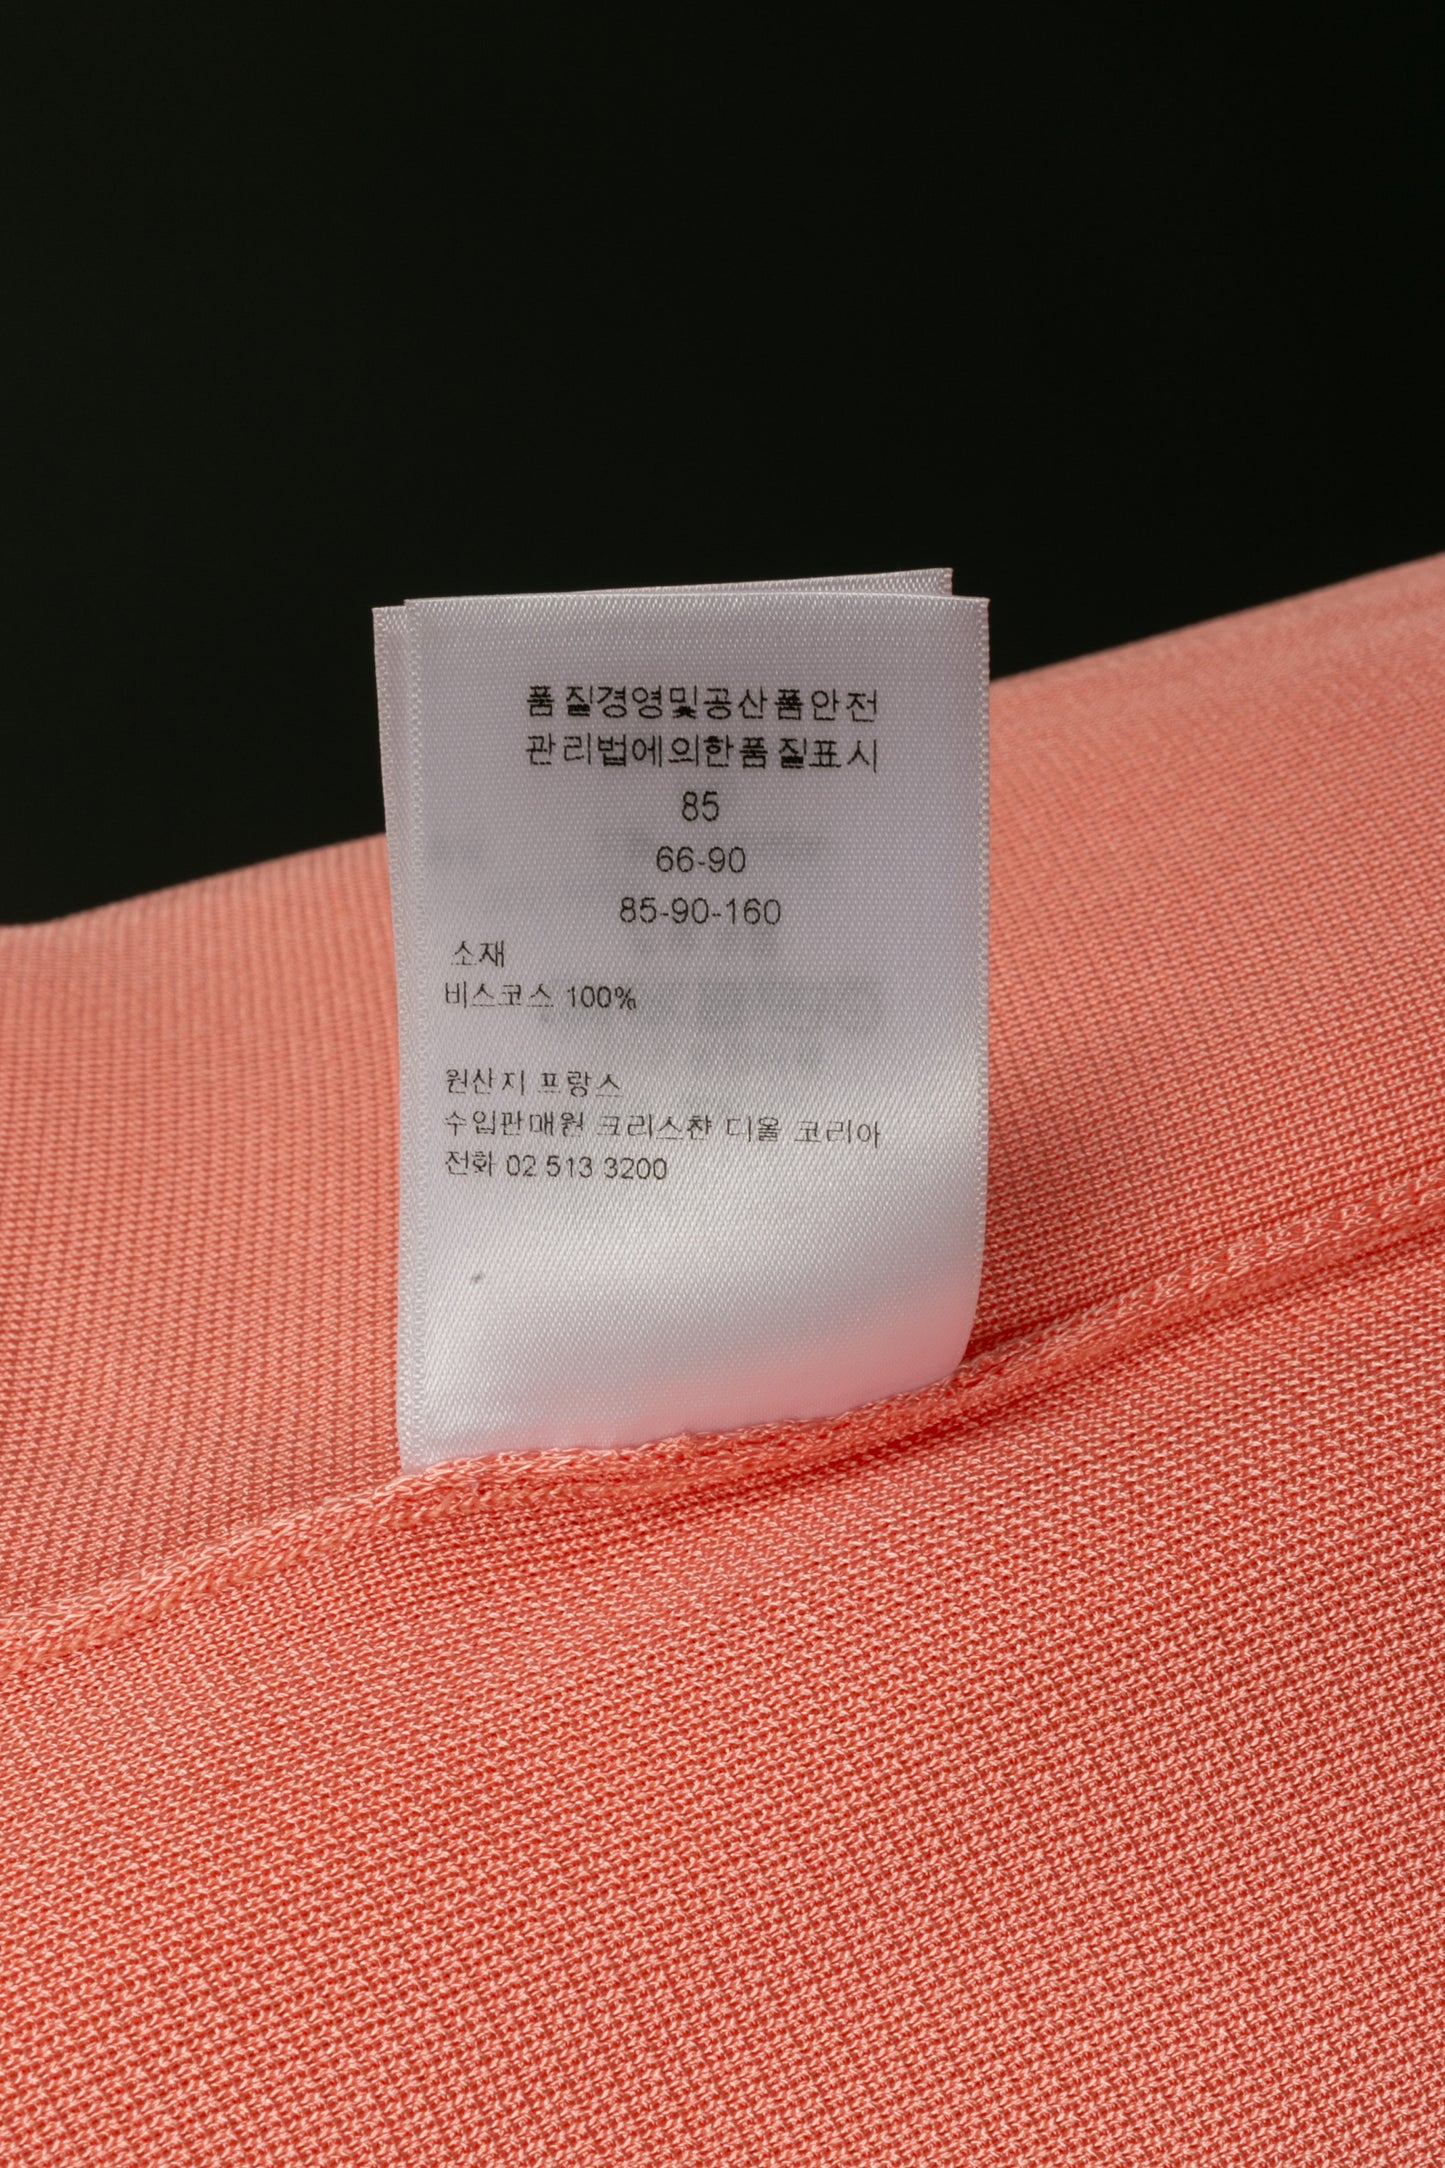 품질경영및공산품안전
관리법에의한품질표시
85
66-90
85-90-160
소재
비스코스 100%
원산지 프랑스
수입판매원 크리스챤 디올 코리아
전화 02 513 3200